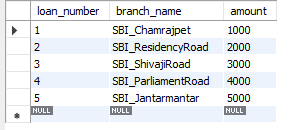 loan_number branch_name amount
1 SBI_Chamrajpet 1000
2 SBI_ResidencyRoad 2000
3 SBI_ShivajiRoad 3000
4 SBI_ParliamentRoad 4000
5 SBI_Jantarmantar 5000
NULL NULL NULL